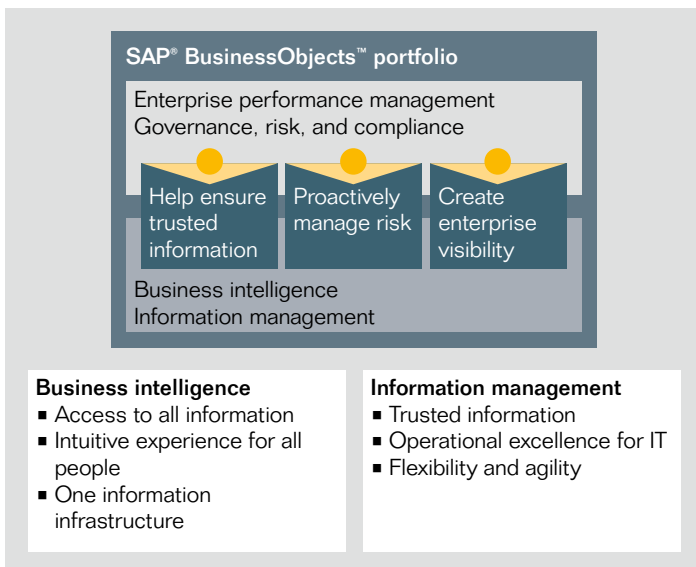 SAP® BusinessObjects™ portfolio
Enterprise performance management
Governance, risk, and compliance
Help ensure
trusted
information
Proactively
manage risk
Create
enterprise
visibility
Business intelligence
Information management
Business intelligence
▪ Access to all information
▪ Intuitive experience for all
people
▪ One information
infrastructure
Information management
▪ Trusted information
▪ Operational excellence for IT
▪ Flexibility and agility